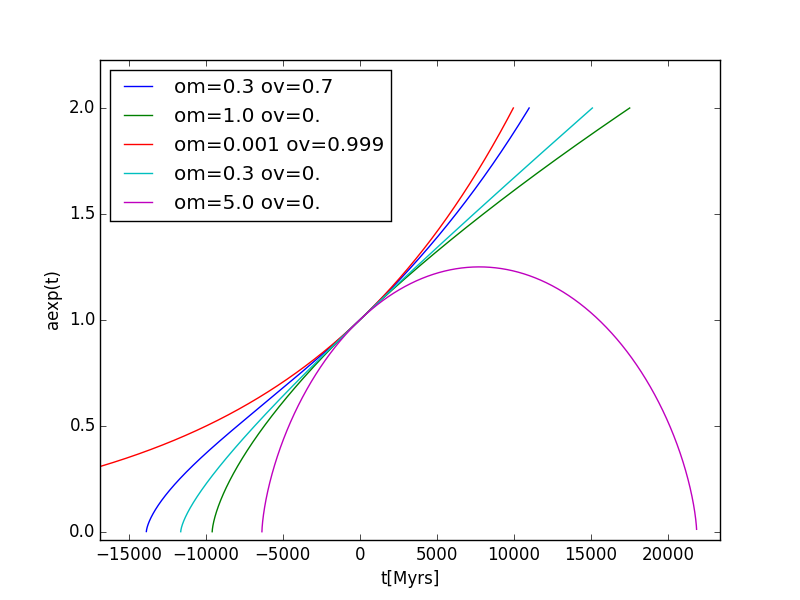 om=0.3 ov=0.7
om=1.0 ov=0.
om=0.001 ov=0.999
om=0.3 ov=0.
om=5.0 ov=0.
2.0
1.5
1.0
0.5
0.0
aexp(t)
−15000 −10000 −5000 0 5000 10000 15000 20000
t[Myrs]